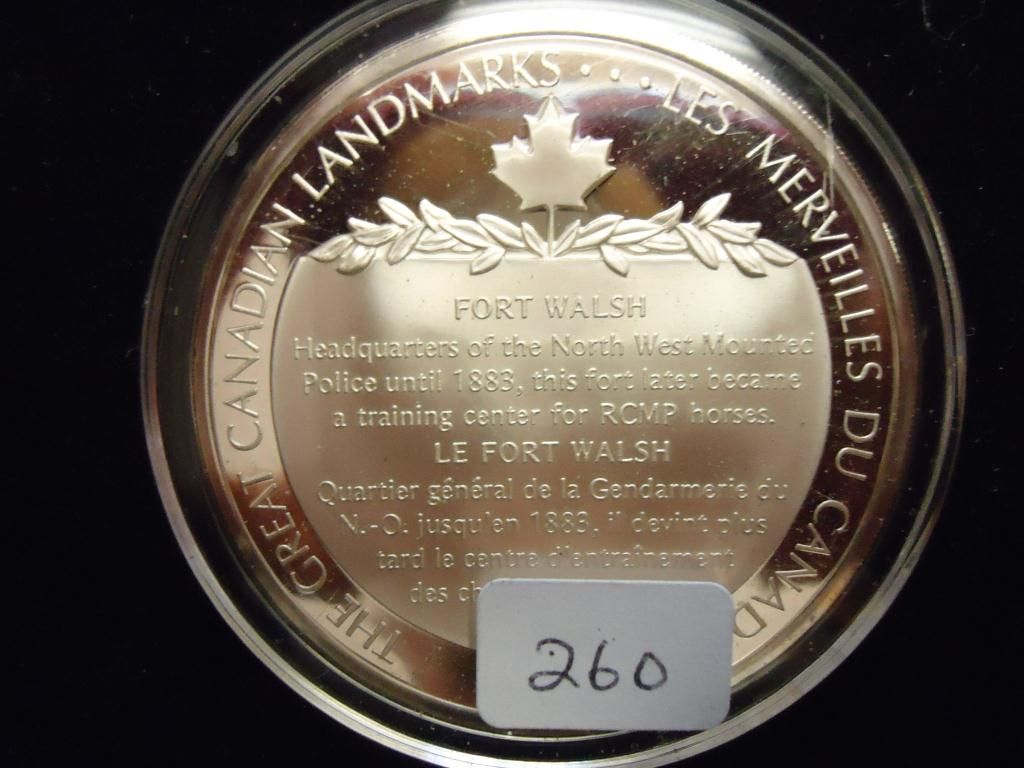 THE GREAT CANADIAN LANDMARKS . . . LES MERVEILLES DU CANAD
FORT WALSH
Headquarters of the North West Mounted
Police until 1883, this fort later became
a training center for RCMP horses.
LE FORT WALSH
Quartier général de la Gendarmerie du
N.-O. jusqu'en 1883, il devint plus
tard le centre d'entraînement
des ch
260